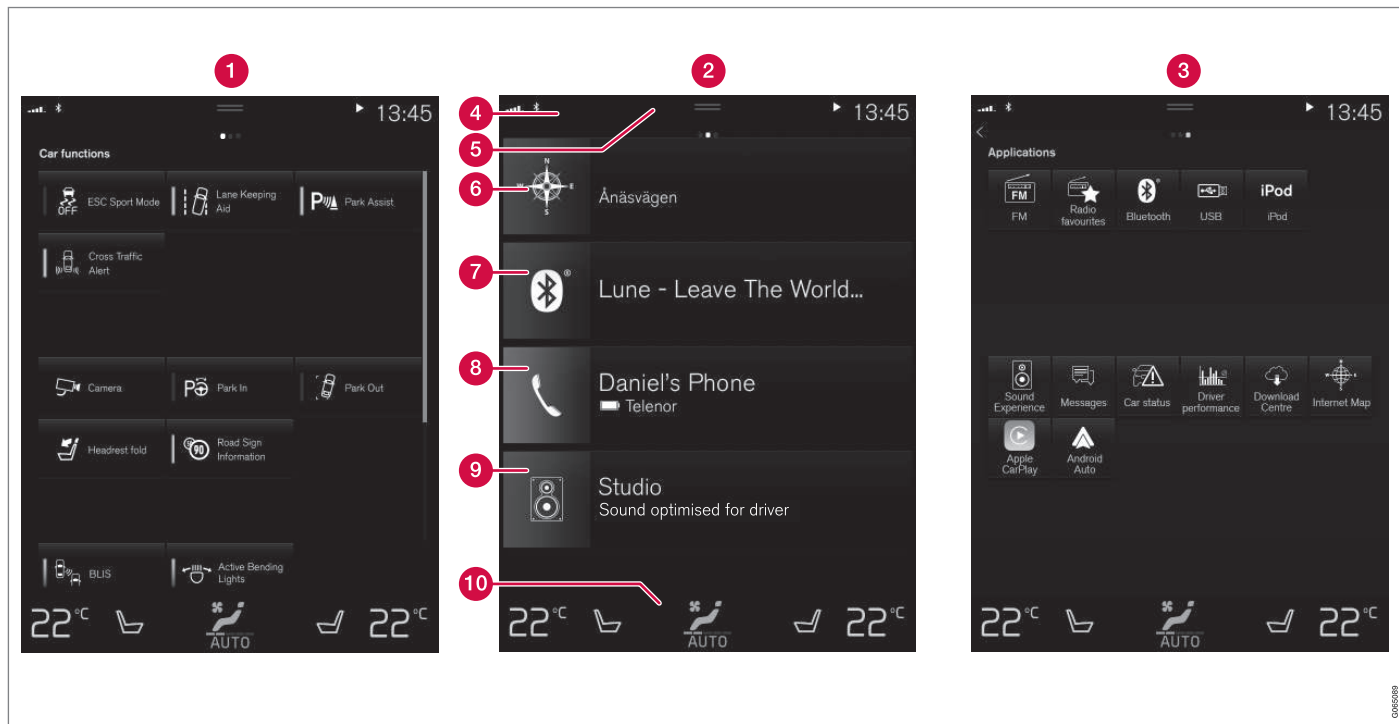 1
2
3
13:45
Car functions
OFF
ESC Sport Mode
Lane Keeping
Aid
P
Park Assist
Cross Traffic
Alert
Camera
P
Park In
Park Out
Headrest fold
50
90
Road Sign
Information
BLIS
Active Bending
Lights
22°C
AUTO
22°C
4
5
6
7
8
9
10
13:45
N
W
E
S
Ånäsvägen
®
Lune - Leave The World...
Daniel's Phone
Telenor
Studio
Sound optimised for driver
22°C
AUTO
22°C
13:45
Applications
FM
FM
Radio
favourites
Bluetooth
USB
iPod
iPod
Sound
Experience
Messages
Car status
Driver
performance
Download
Centre
Internet Map
Apple
CarPlay
Android
Auto
22°C
AUTO
22°C
G065089